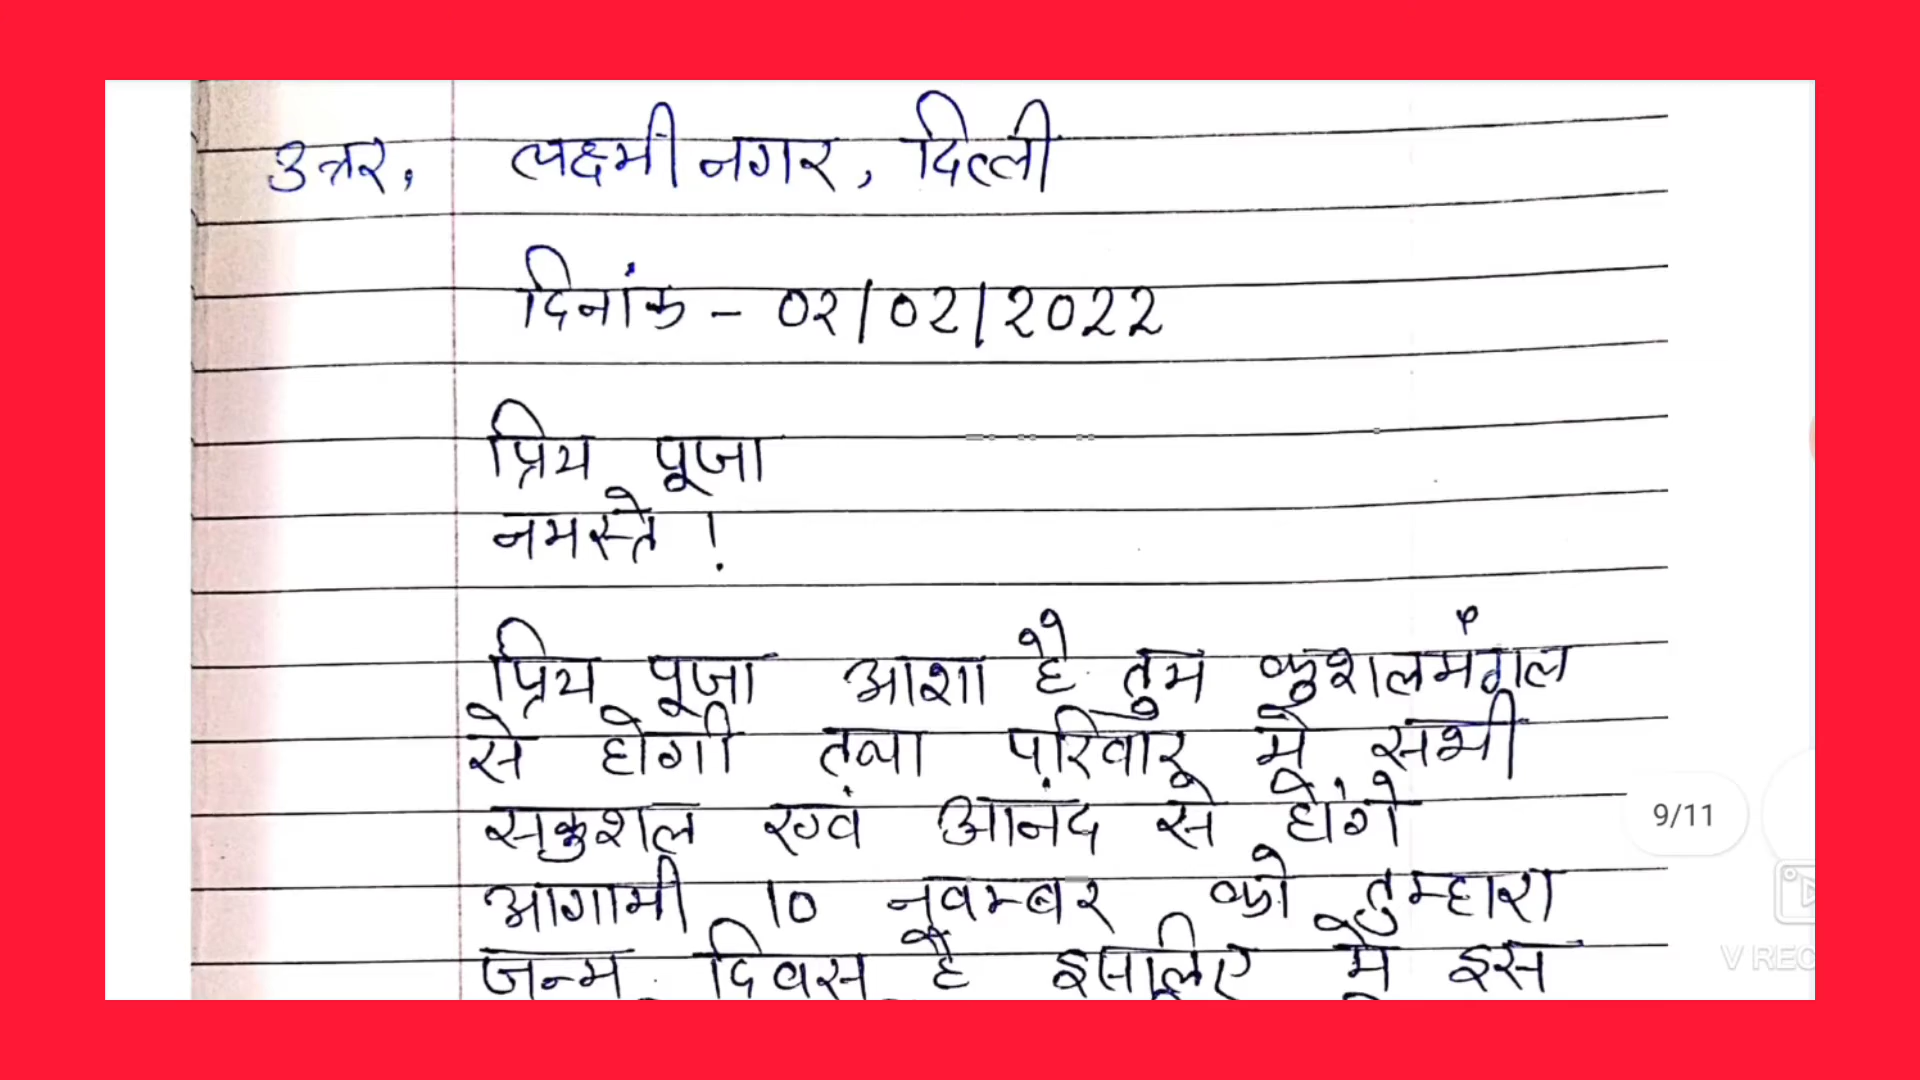 उत्तर, लक्ष्मी नगर, दिल्ली
दिनांक - 02/02/2022
प्रिय पूजा
नमस्ते !
प्रिय पूजा आशा है तुम कुशलमंगल
से होगी तथा परिवार मे सभी
सकुशल एवं आनंद से होंगे
आगामी 10 नवम्बर को तुम्हारा
जन्म दिवस है इसलिए मै इस
9/11
V REC